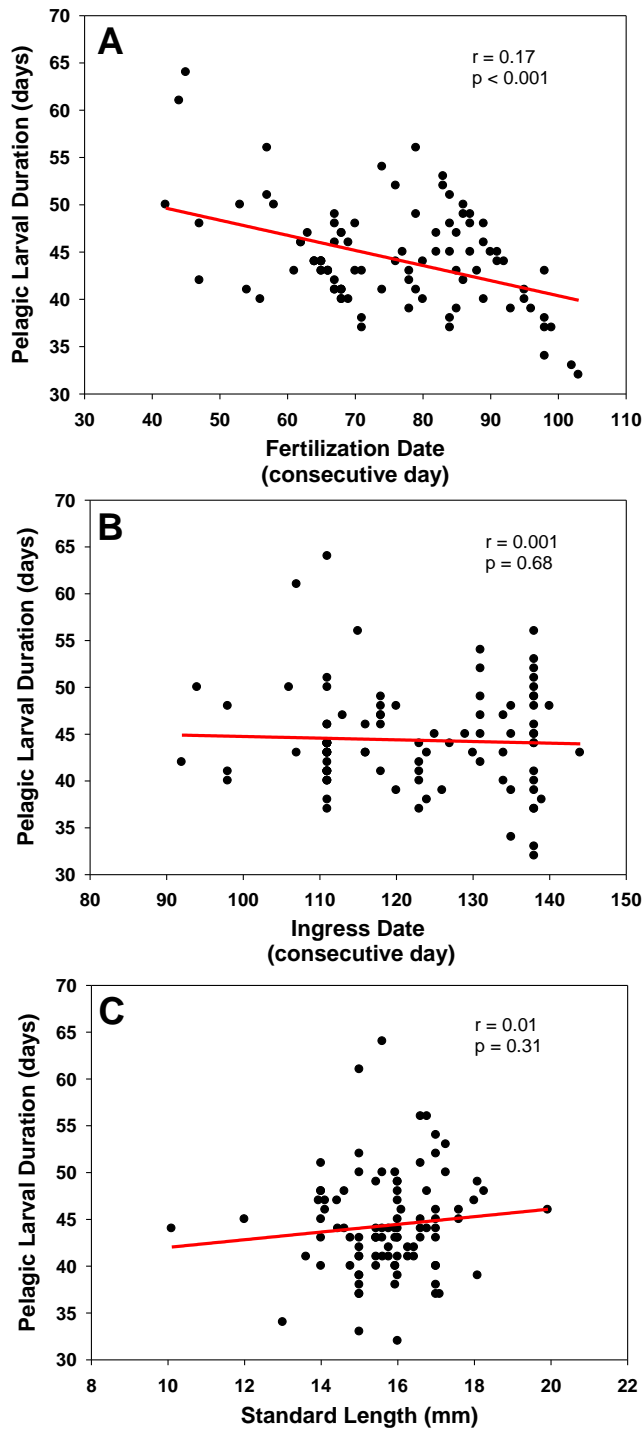 A
r = 0.17
p < 0.001
Pelagic Larval Duration (days)
70
65
60
55
50
45
40
35
30
30 40 50 60 70 80 90 100 110
Fertilization Date
(consecutive day)
B
r = 0.001
p = 0.68
Pelagic Larval Duration (days)
70
65
60
55
50
45
40
35
30
80 90 100 110 120 130 140 150
Ingress Date
(consecutive day)
C
r = 0.01
p = 0.31
Pelagic Larval Duration (days)
70
65
60
55
50
45
40
35
30
8 10 12 14 16 18 20 22
Standard Length (mm)